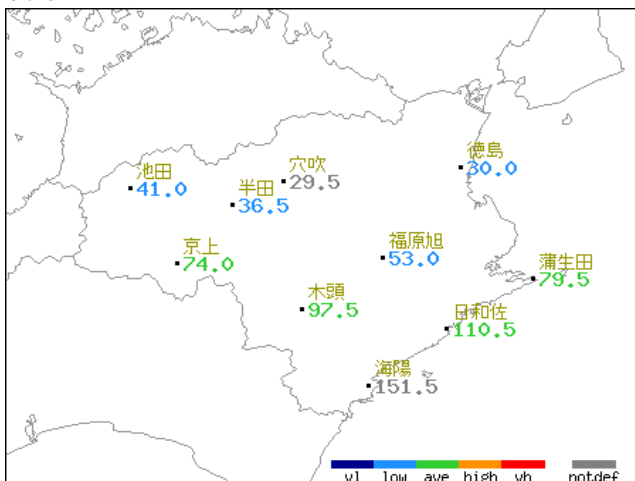 池田
41.0
半田
36.5
穴吹
29.5
徳島
30.0
京上
74.0
福原旭
53.0
蒲生田
79.5
木頭
97.5
日和佐
110.5
海陽
151.5
vl low ave high vh notdef